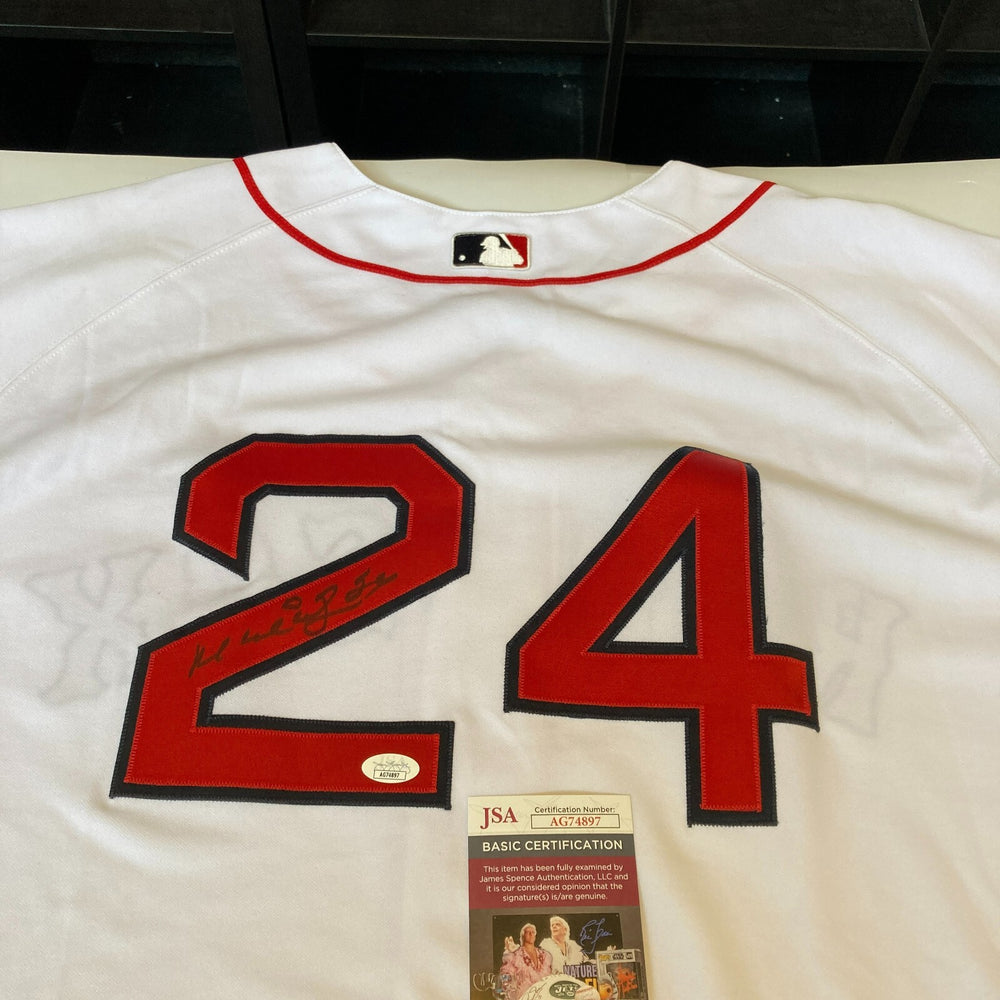 24
AG74897
JSA
Certification Number:
AG74897
BASIC CERTIFICATION
This item has been fully examined by
James Spence Authentication, LLC and
it is our considered opinion that the
signature(s) is/are genuine.
NATURE